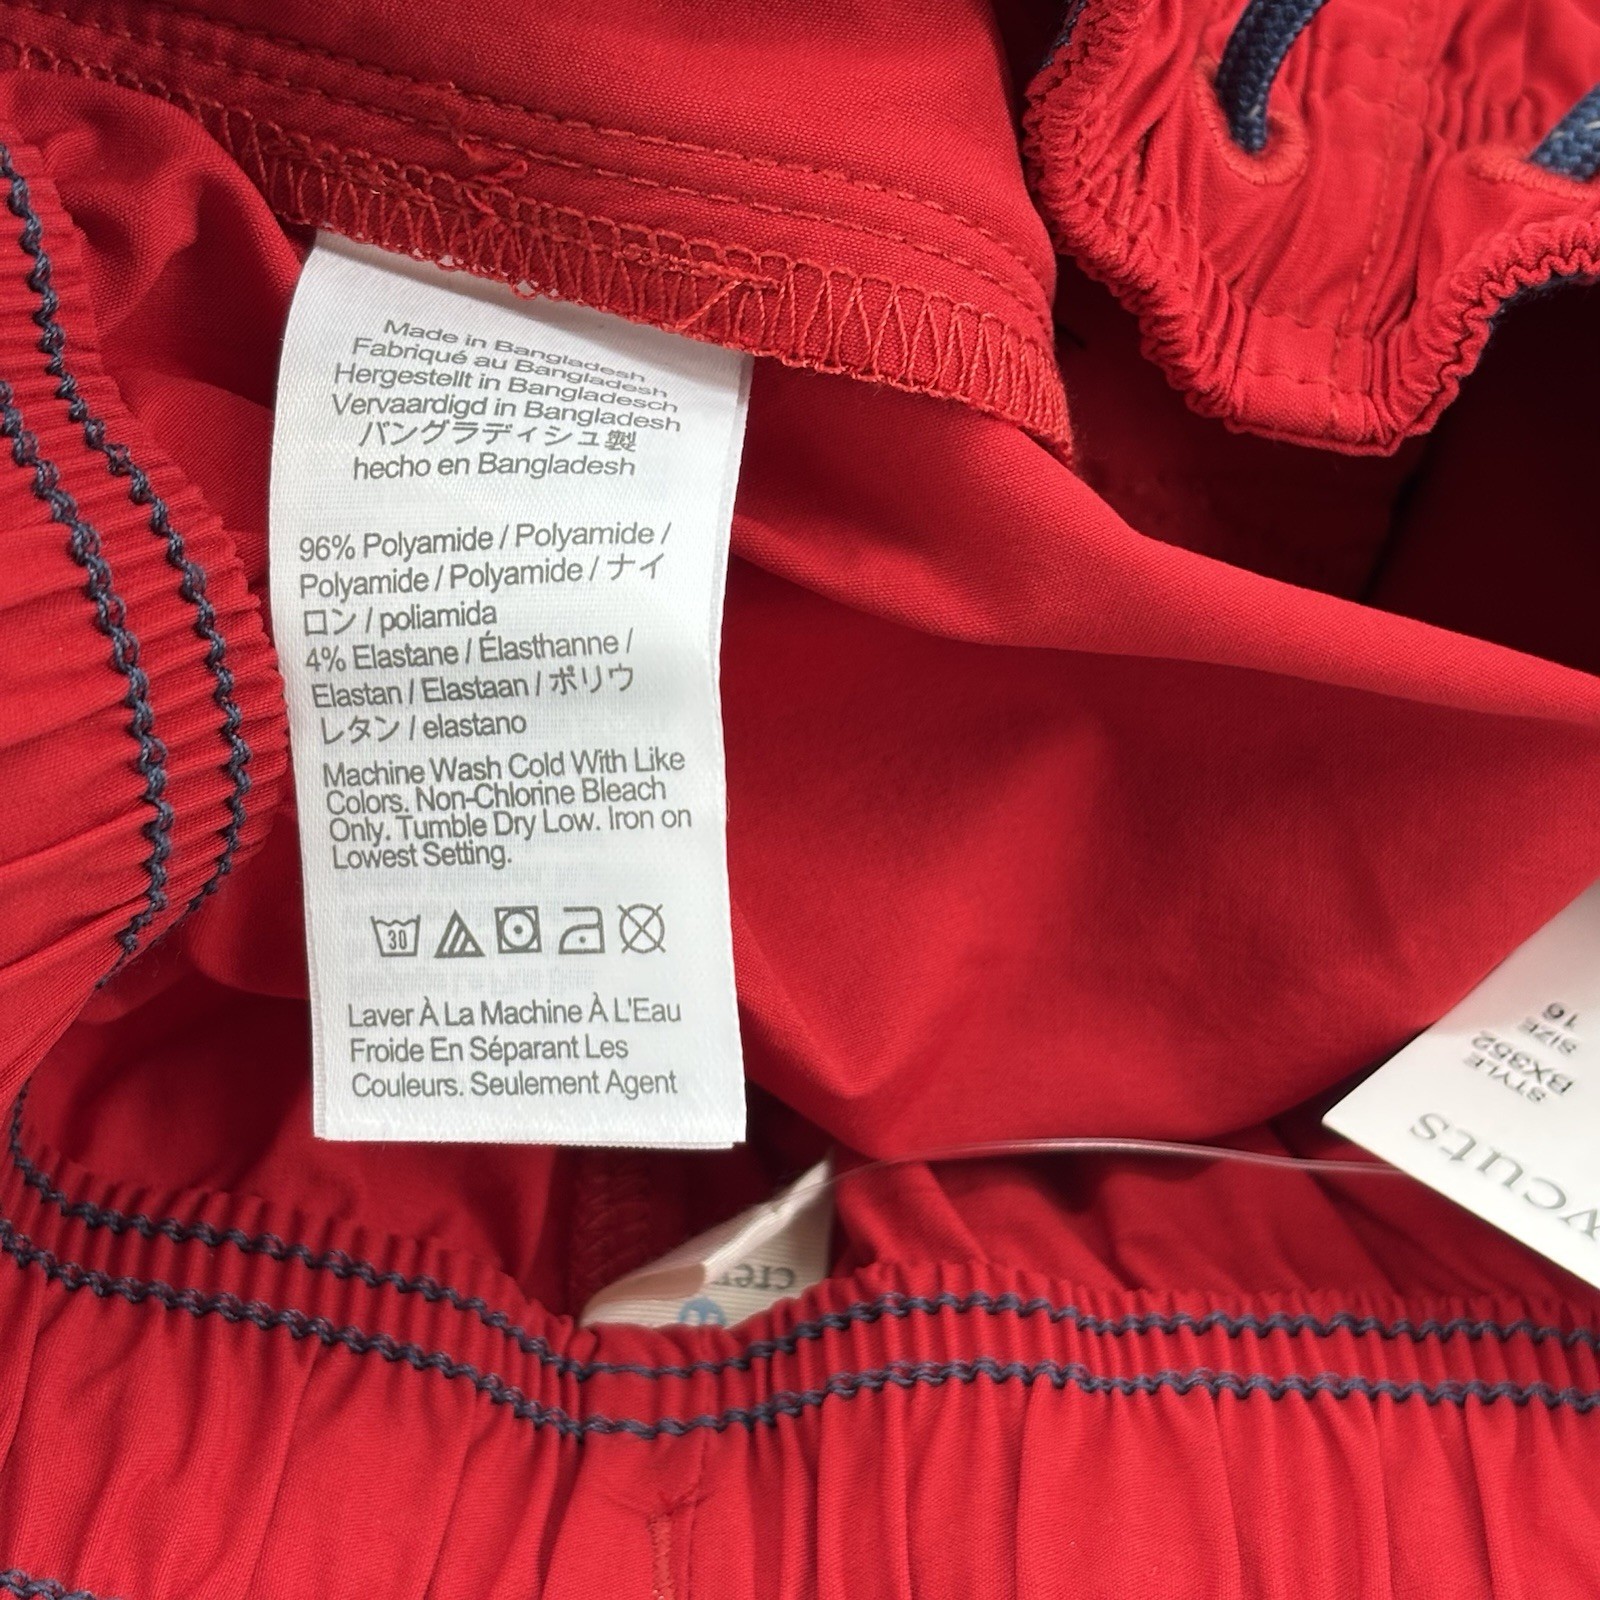 Made in Bangladesh
Fabriqué au Bangladesh
Hergestellt in Bangladesch
Vervaardigd in Bangladesh
バングラディシュ製
hecho en Bangladesh
96% Polyamide / Polyamide /
Polyamide / Polyamide / ナイ
ロン / poliamida
4% Elastane / Élasthanne /
Elastan / Elastaan / ポリウ
レタン / elastano
Machine Wash Cold With Like
Colors. Non-Chlorine Bleach
Only. Tumble Dry Low. Iron on
Lowest Setting.
30
Laver À La Machine À L'Eau
Froide En Séparant Les
Couleurs. Seulement Agent
wcuts
STYLE
BX352
SIZE
16